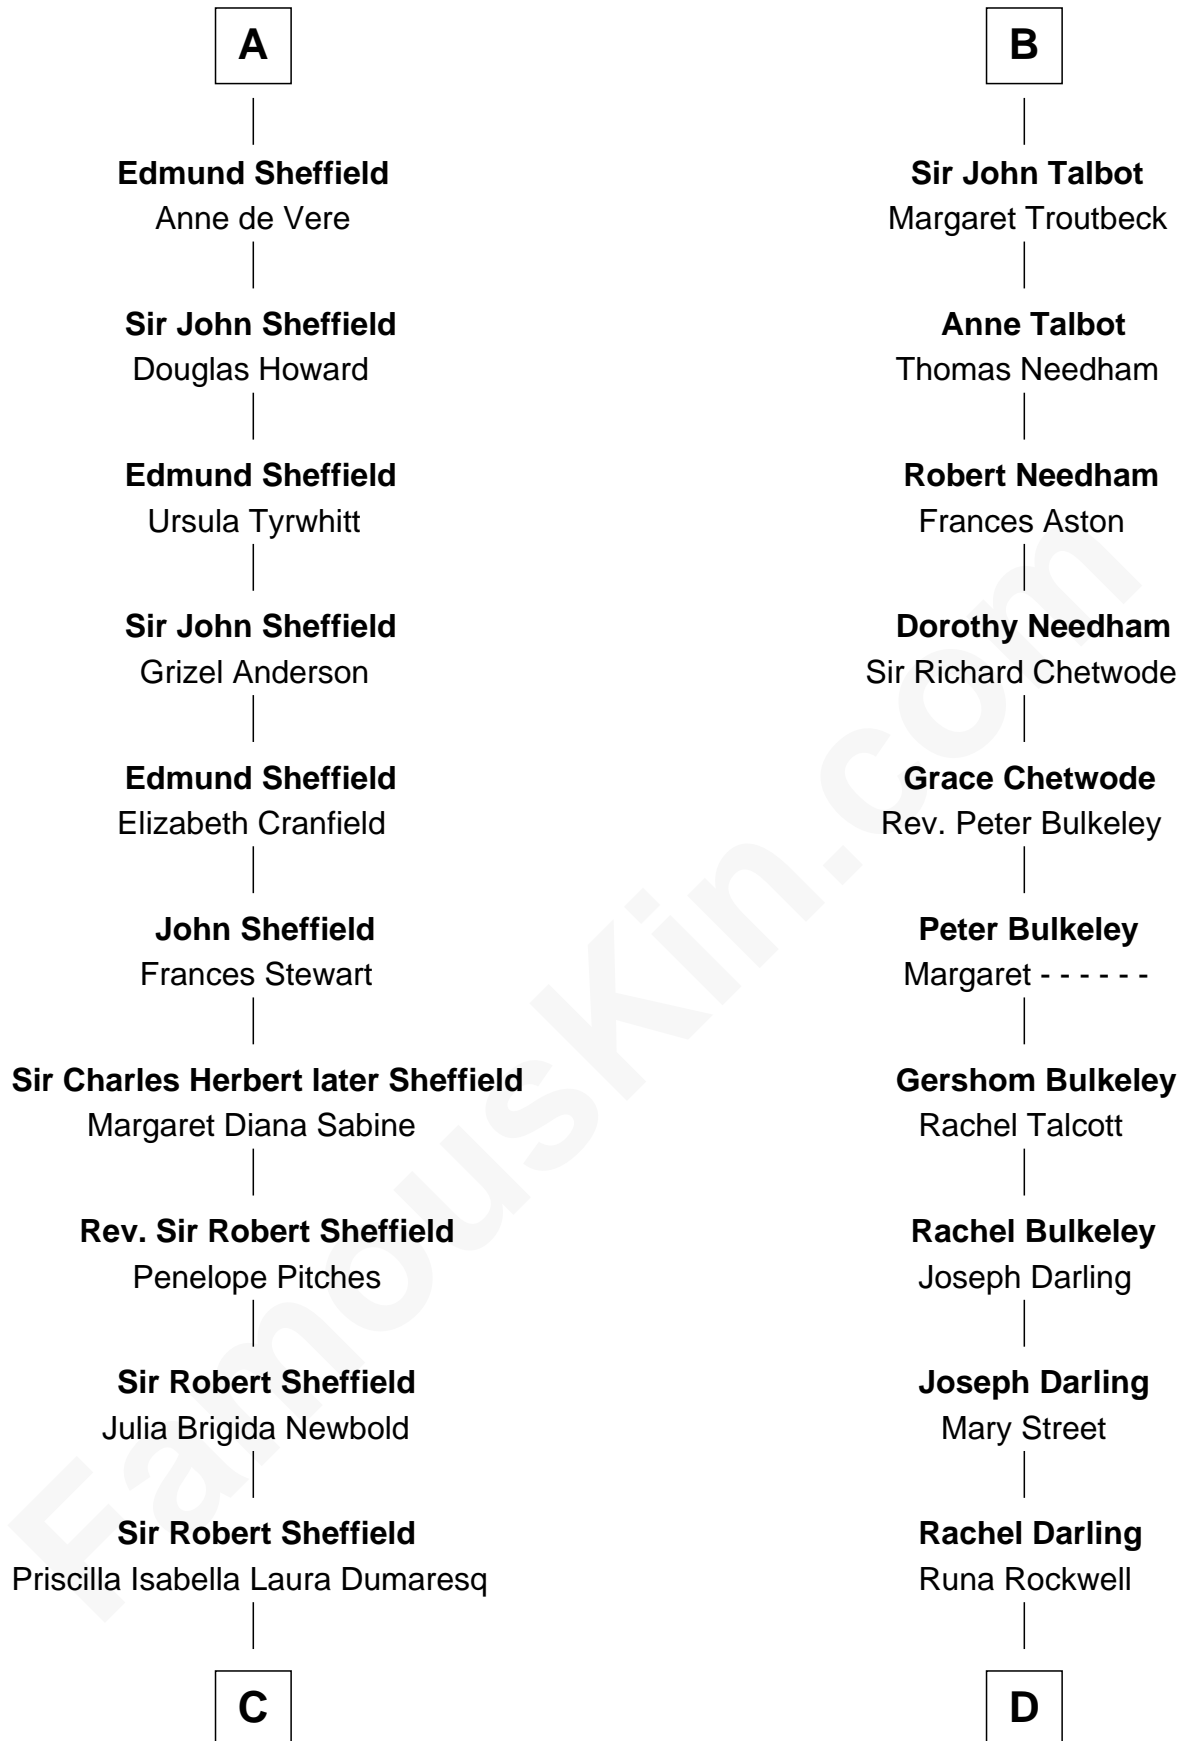 A
Edmund Sheffield
Anne de Vere
Sir John Sheffield
Douglas Howard
Edmund Sheffield
Ursula Tyrwhitt
Sir John Sheffield
Grizel Anderson
Edmund Sheffield
Elizabeth Cranfield
John Sheffield
Frances Stewart
Sir Charles Herbert later Sheffield
Margaret Diana Sabine
Rev. Sir Robert Sheffield
Penelope Pitches
Sir Robert Sheffield
Julia Brigida Newbold
Sir Robert Sheffield
Priscilla Isabella Laura Dumaresq
C
B
Sir John Talbot
Margaret Troutbeck
Anne Talbot
Thomas Needham
Robert Needham
Frances Aston
Dorothy Needham
Sir Richard Chetwode
Grace Chetwode
Rev. Peter Bulkeley
Peter Bulkeley
Margaret - - - - - -
Gershom Bulkeley
Rachel Talcott
Rachel Bulkeley
Joseph Darling
Joseph Darling
Mary Street
Rachel Darling
Runa Rockwell
D
FamousKin.com